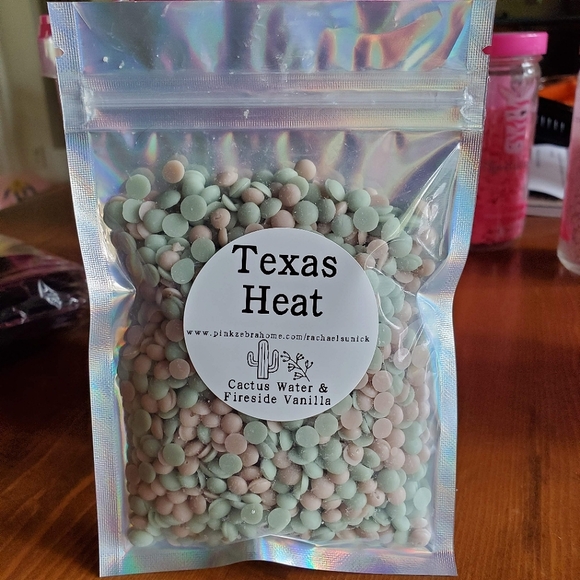 Texas
Heat
www.pinkzebrahome.com/rachaelsunick
Cactus Water &
Fireside Vanilla